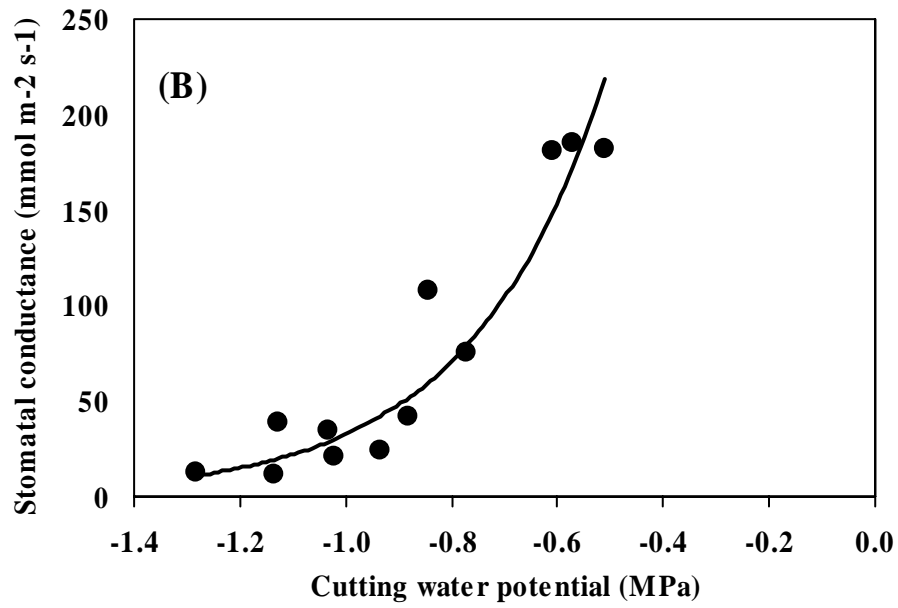 250
200
150
100
50
0
Stomatal conductance (mmol m-2 s-1)
(B)
-1.4 -1.2 -1.0 -0.8 -0.6 -0.4 -0.2 0.0
Cutting water potential (MPa)